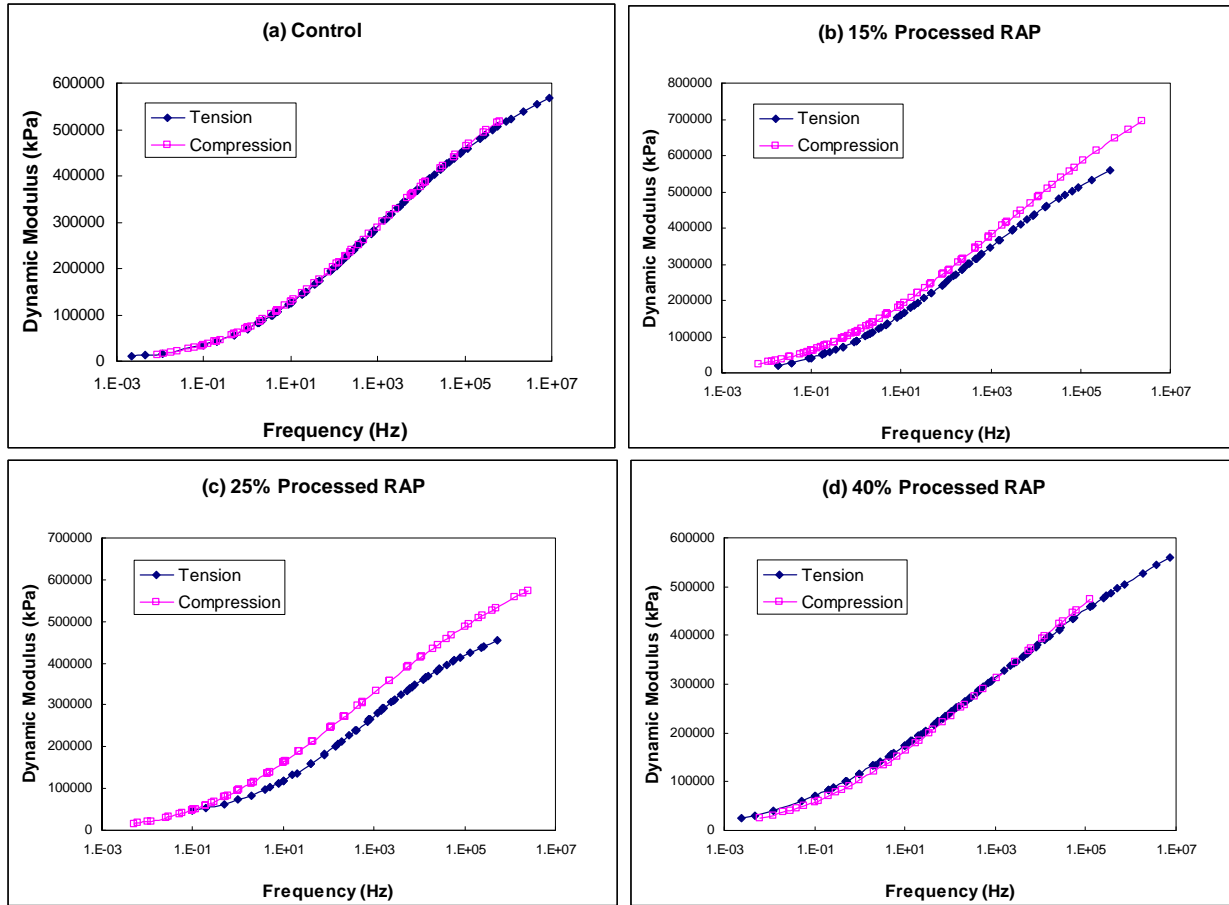 (a) Control
600000
500000
400000
300000
200000
100000
0
Tension
Compression
Dynamic Modulus (kPa)
1.E-03 1.E-01 1.E+01 1.E+03 1.E+05 1.E+07
Frequency (Hz)
(b) 15% Processed RAP
800000
700000
600000
500000
400000
300000
200000
100000
0
Tension
Compression
Dynamic Modulus (kPa)
1.E-03 1.E-01 1.E+01 1.E+03 1.E+05 1.E+07
Frequency (Hz)
(c) 25% Processed RAP
700000
600000
500000
400000
300000
200000
100000
0
Tension
Compression
Dynamic Modulus (kPa)
1.E-03 1.E-01 1.E+01 1.E+03 1.E+05 1.E+07
Frequency (Hz)
(d) 40% Processed RAP
600000
500000
400000
300000
200000
100000
0
Tension
Compression
Dynamic Modulus (kPa)
1.E-03 1.E-01 1.E+01 1.E+03 1.E+05 1.E+07
Frequency (Hz)